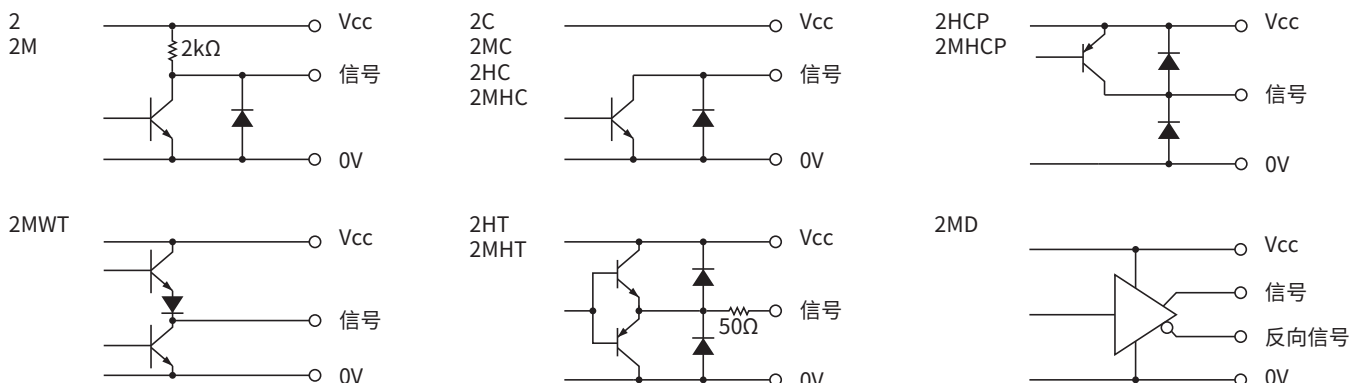 2
2M
Vcc
2kΩ
信号
0V
2C
2MC
2HC
2MHC
Vcc
信号
0V
2HCP
2MHCP
Vcc
信号
0V
2MWT
Vcc
信号
0V
2HT
2MHT
Vcc
信号
50Ω
0V
2MD
Vcc
信号
反向信号
0V